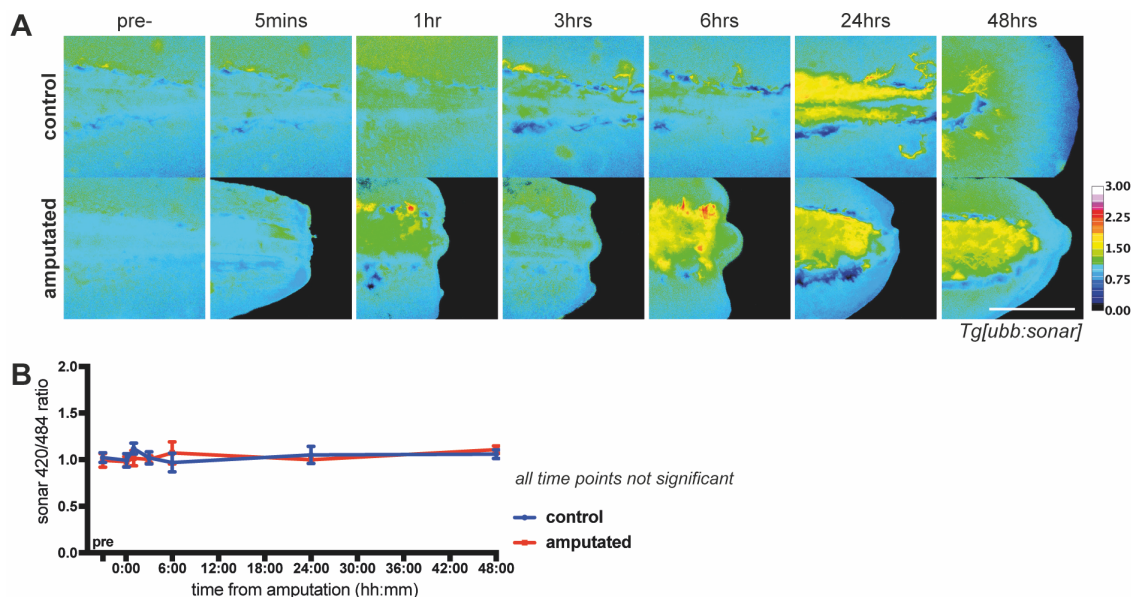 A
pre- 5mins 1hr 3hrs 6hrs 24hrs 48hrs
control
amputated
3.00
2.25
1.50
0.75
0.00
Tg[ubb:sonar]
B
sonar 420/484 ratio
2.0
1.5
1.0
0.5
0.0
pre
0:00 6:00 12:00 18:00 24:00 30:00 36:00 42:00 48:00
time from amputation (hh:mm)
all time points not significant
control
amputated